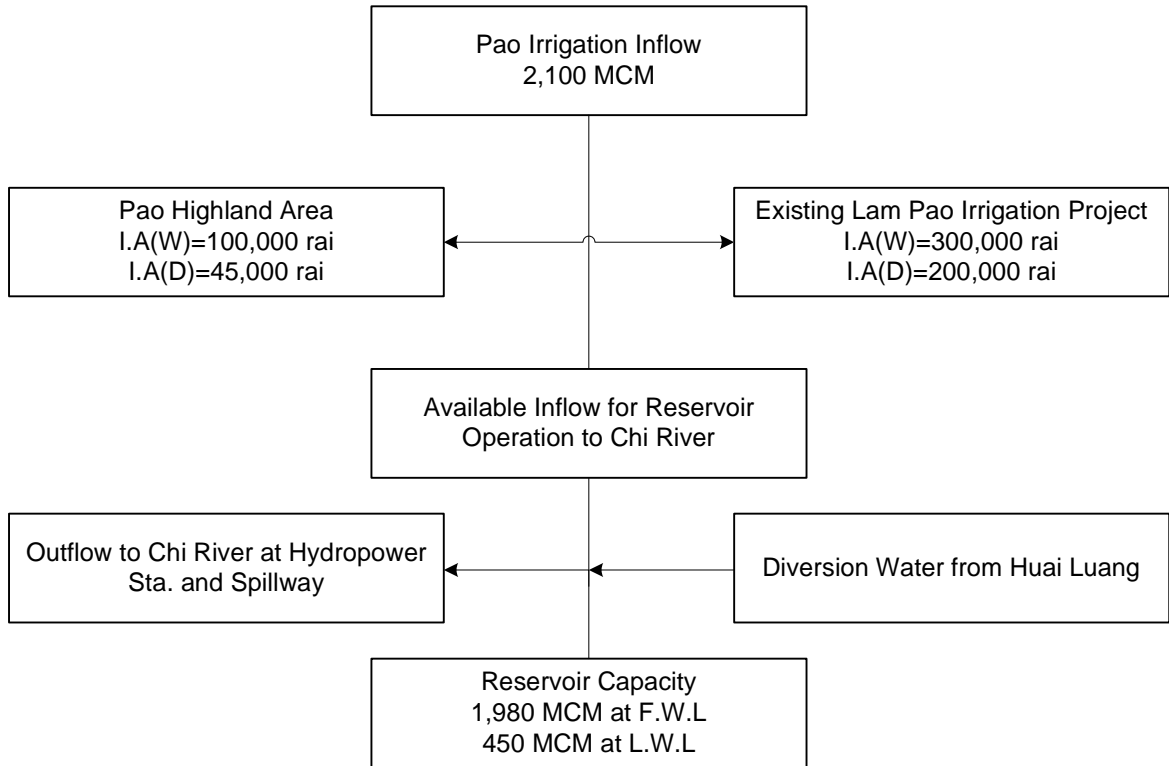 Pao Irrigation Inflow
2,100 MCM
Pao Highland Area
I.A(W)=100,000 rai
I.A(D)=45,000 rai
Existing Lam Pao Irrigation Project
I.A(W)=300,000 rai
I.A(D)=200,000 rai
Available Inflow for Reservoir
Operation to Chi River
Outflow to Chi River at Hydropower
Sta. and Spillway
Diversion Water from Huai Luang
Reservoir Capacity
1,980 MCM at F.W.L
450 MCM at L.W.L